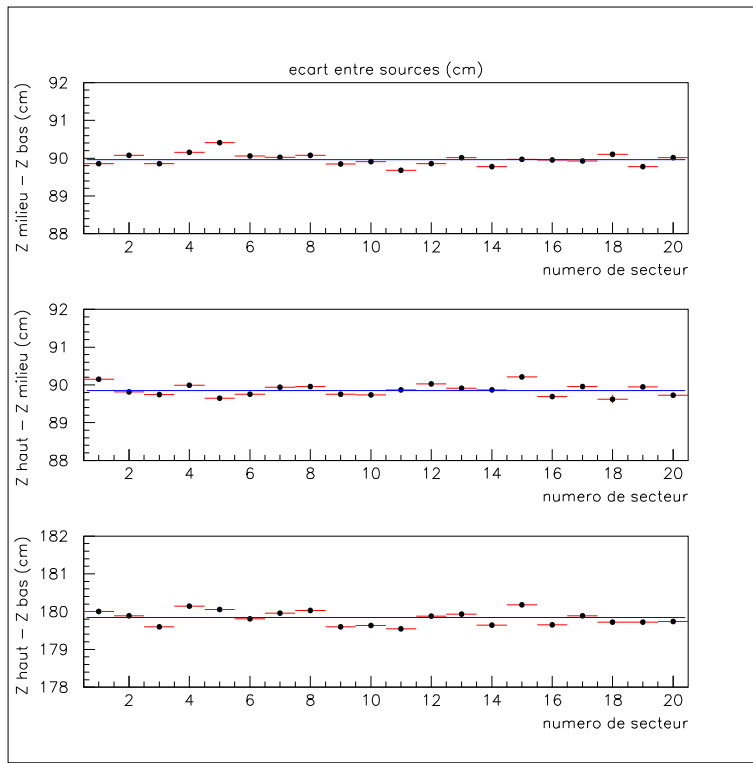 ecart entre sources (cm)
Z milieu − Z bas (cm)
92
91
90
89
88
2 4 6 8 10 12 14 16 18 20
numero de secteur
Z haut − Z milieu (cm)
92
91
90
89
88
2 4 6 8 10 12 14 16 18 20
numero de secteur
Z haut − Z bas (cm)
182
181
180
179
178
2 4 6 8 10 12 14 16 18 20
numero de secteur